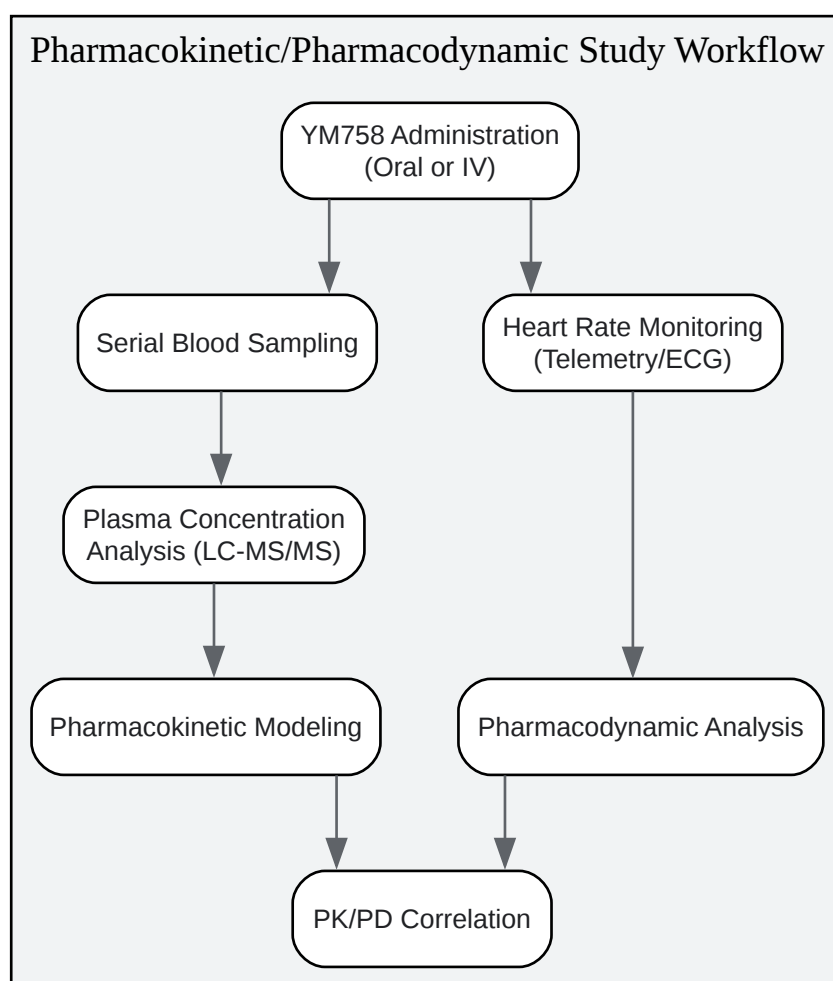 Pharmacokinetic/Pharmacodynamic Study Workflow
YM758 Administration
(Oral or IV)
Serial Blood Sampling
Heart Rate Monitoring
(Telemetry/ECG)
Plasma Concentration
Analysis (LC-MS/MS)
Pharmacokinetic Modeling
Pharmacodynamic Analysis
PK/PD Correlation